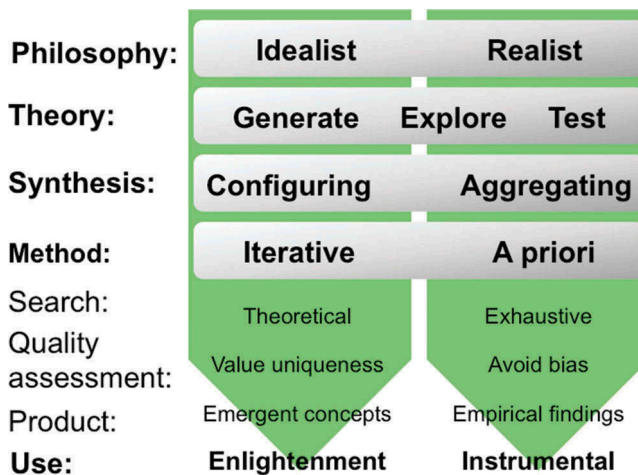 Philosophy: Idealist Realist
Theory: Generate Explore Test
Synthesis: Configuring Aggregating
Method: Iterative A priori
Search: Theoretical Exhaustive
Quality
assessment: Value uniqueness Avoid bias
Product: Emergent concepts Empirical findings
Use: Enlightenment Instrumental